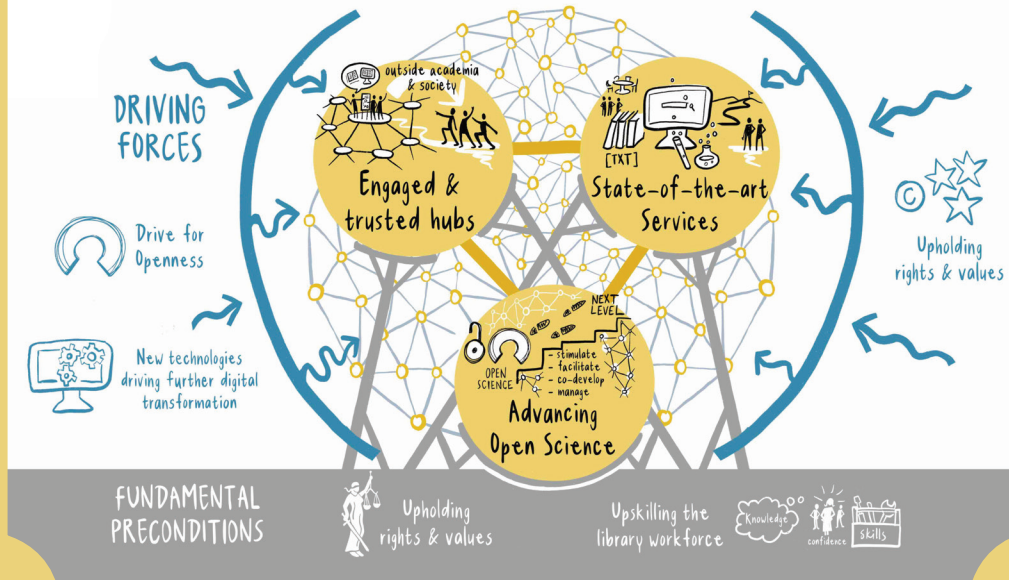 DRIVING
FORCES
Drive for
Openness
New technologies
driving further digital
transformation
outside academia
& society
Engaged &
trusted hubs
[TXT]
State-of-the-art
Services
©
Upholding
rights & values
NEXT
LEVEL
OPEN
SCIENCE
- stimulate
- facilitate
- co-develop
- manage
Advancing
Open Science
FUNDAMENTAL
PRECONDITIONS
Upholding
rights & values
Upskilling the
library workforce
Knowledge
confidence
skills